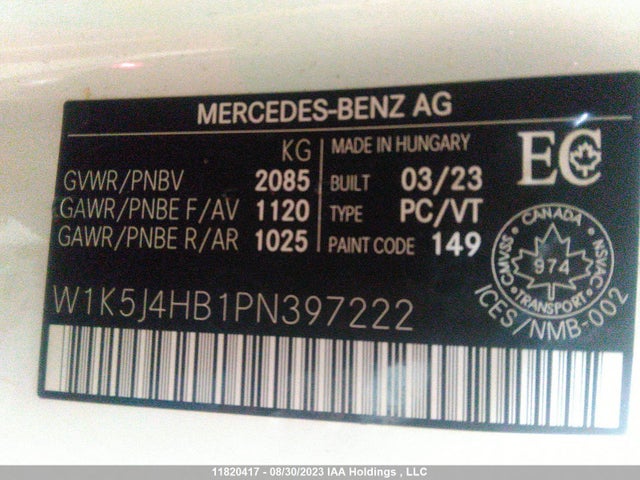 MERCEDES-BENZ AG
KG
GVWR/PNBV 2085
GAWR/PNBE F/AV 1120
GAWR/PNBE R/AR 1025
MADE IN HUNGARY
BUILT 03/23
TYPE PC/VT
PAINT CODE 149
EC
CANADA
SVMAC NSVAC
974
TRANSPORT
ICES/NMB-002
W1K5J4HB1PN397222
11820417 - 08/30/2023 IAA Holdings , LLC